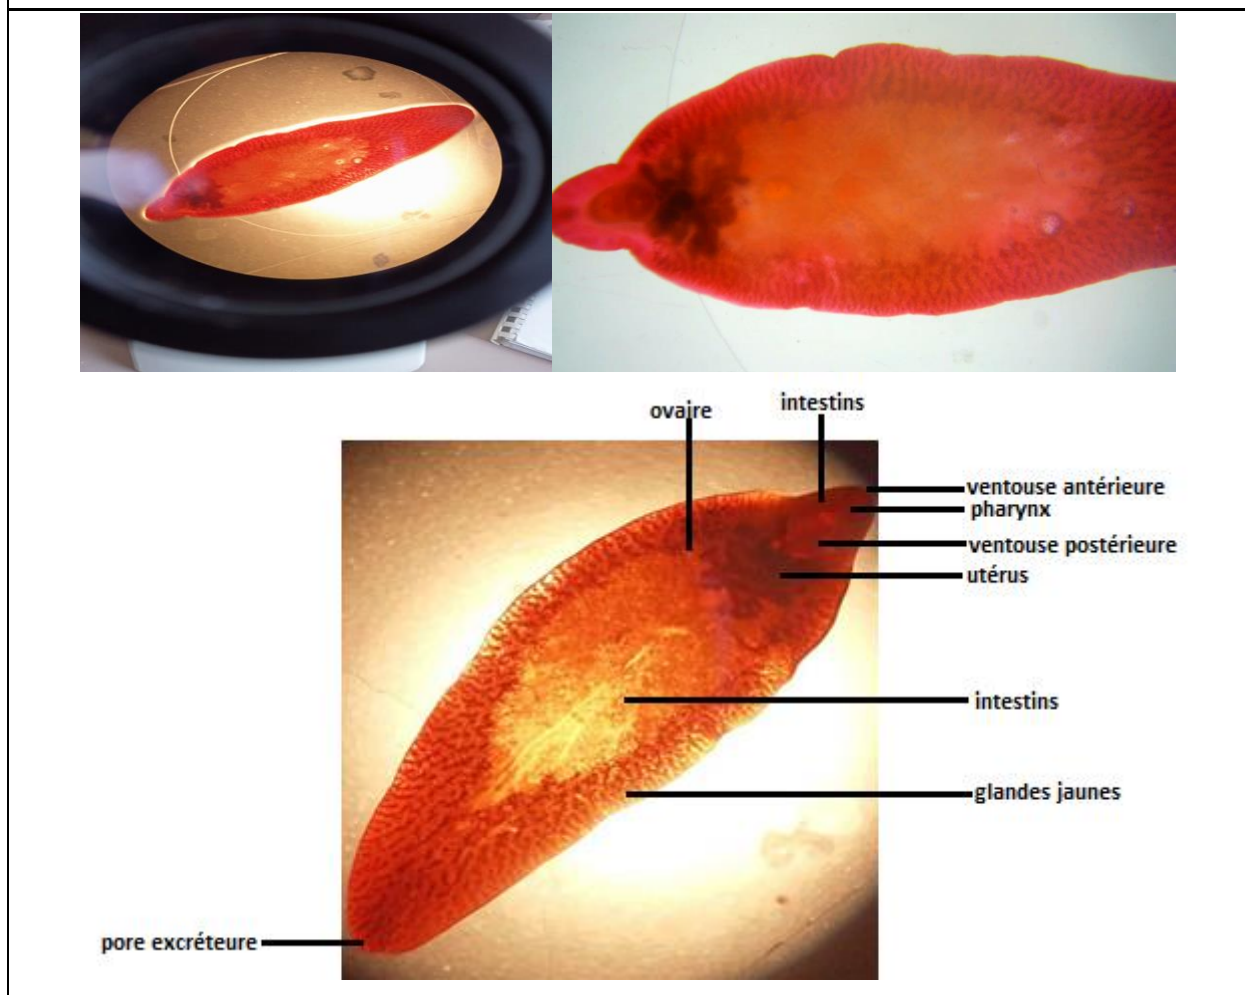 ovaire
intestins
ventouse antérieure
pharynx
ventouse postérieure
utérus
intestins
glandes jaunes
pore excréteure